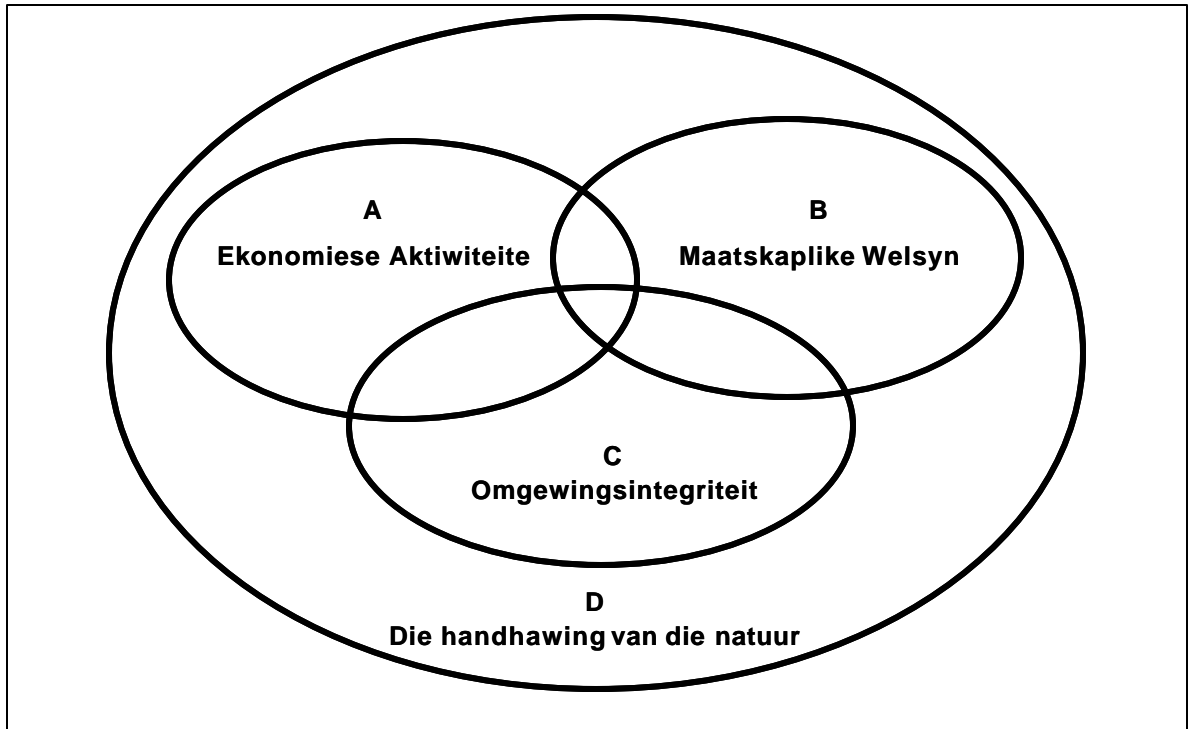 A
Ekonomiese Aktiwiteite
B
Maatskaplike Welsyn
C
Omgewingsintegriteit
D
Die handhawing van die natuur